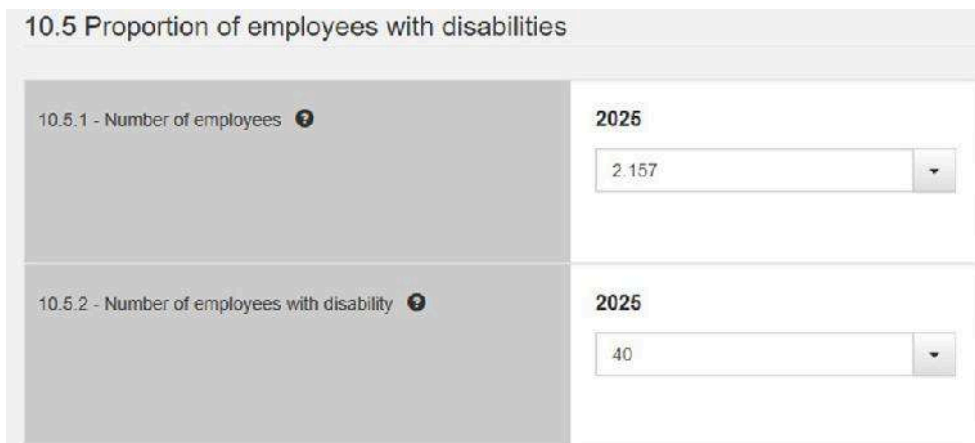 10.5 Proportion of employees with disabilities
10.5.1 - Number of employees
2025
2.157
10.5.2 - Number of employees with disability
2025
40